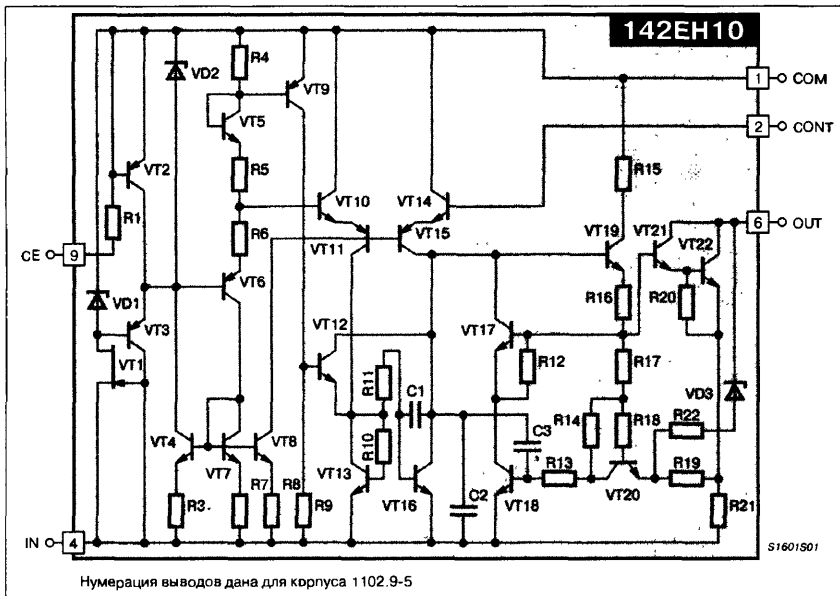 142ЕН10
R4
VD2
VT9
1 COM
VT5
2 CONT
VT2
R5
R15
R1
VT10
VT14
R6
VT19
VT21
6 OUT
CE 9
VT11
VT15
VT22
VD1
VT6
R16
R20
VT3
VT12
VT17
R12
R17
VT1
R11
C1
VD3
R14
R18
R22
VT4
VT8
R10
C3
VT7
VT13
R13
R19
R3
R7
R8
R9
VT16
C2
VT18
VT20
R21
IN 4
S1601S01
Нумерация выводов дана для корпуса 1102.9-5